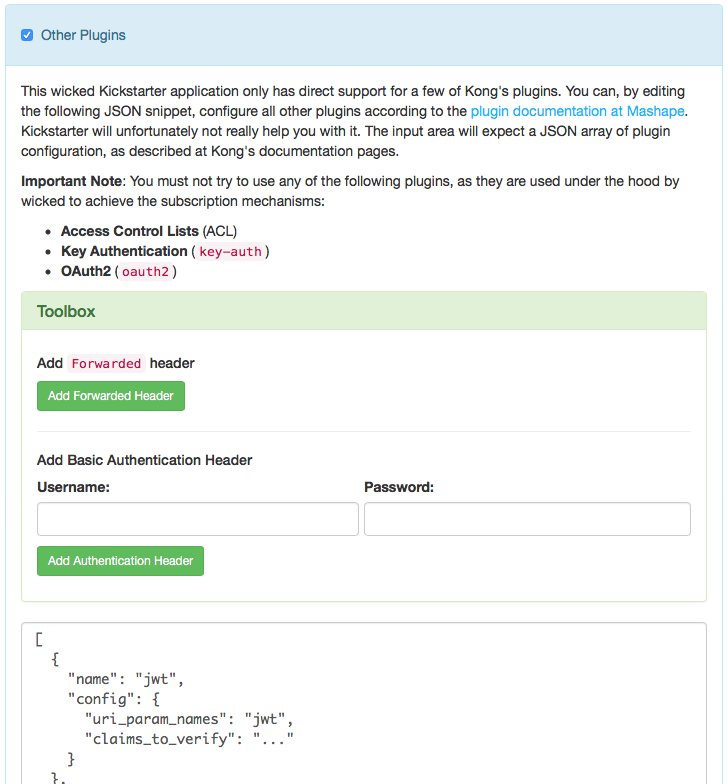 Other Plugins
This wicked Kickstarter application only has direct support for a few of Kong's plugins. You can, by editing
the following JSON snippet, configure all other plugins according to the plugin documentation at Mashape.
Kickstarter will unfortunately not really help you with it. The input area will expect a JSON array of plugin
configuration, as described at Kong's documentation pages.
Important Note: You must not try to use any of the following plugins, as they are used under the hood by
wicked to achieve the subscription mechanisms:
• Access Control Lists (ACL)
• Key Authentication ( key-auth )
• OAuth2 ( oauth2 )
Toolbox
Add Forwarded header
Add Forwarded Header
Add Basic Authentication Header
Username: Password:
Add Authentication Header
[
  {
    "name": "jwt",
    "config": {
      "uri_param_names": "jwt",
      "claims_to_verify": "..."
    }
  },